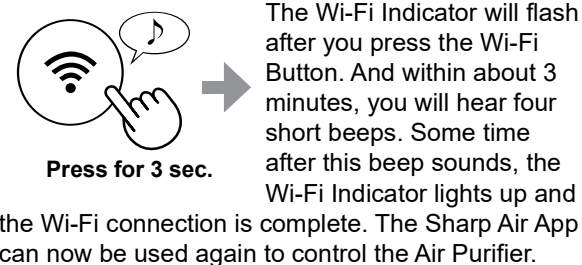 Press for 3 sec.
The Wi-Fi Indicator will flash
after you press the Wi-Fi
Button. And within about 3
minutes, you will hear four
short beeps. Some time
after this beep sounds, the
Wi-Fi Indicator lights up and
the Wi-Fi connection is complete. The Sharp Air App
can now be used again to control the Air Purifier.